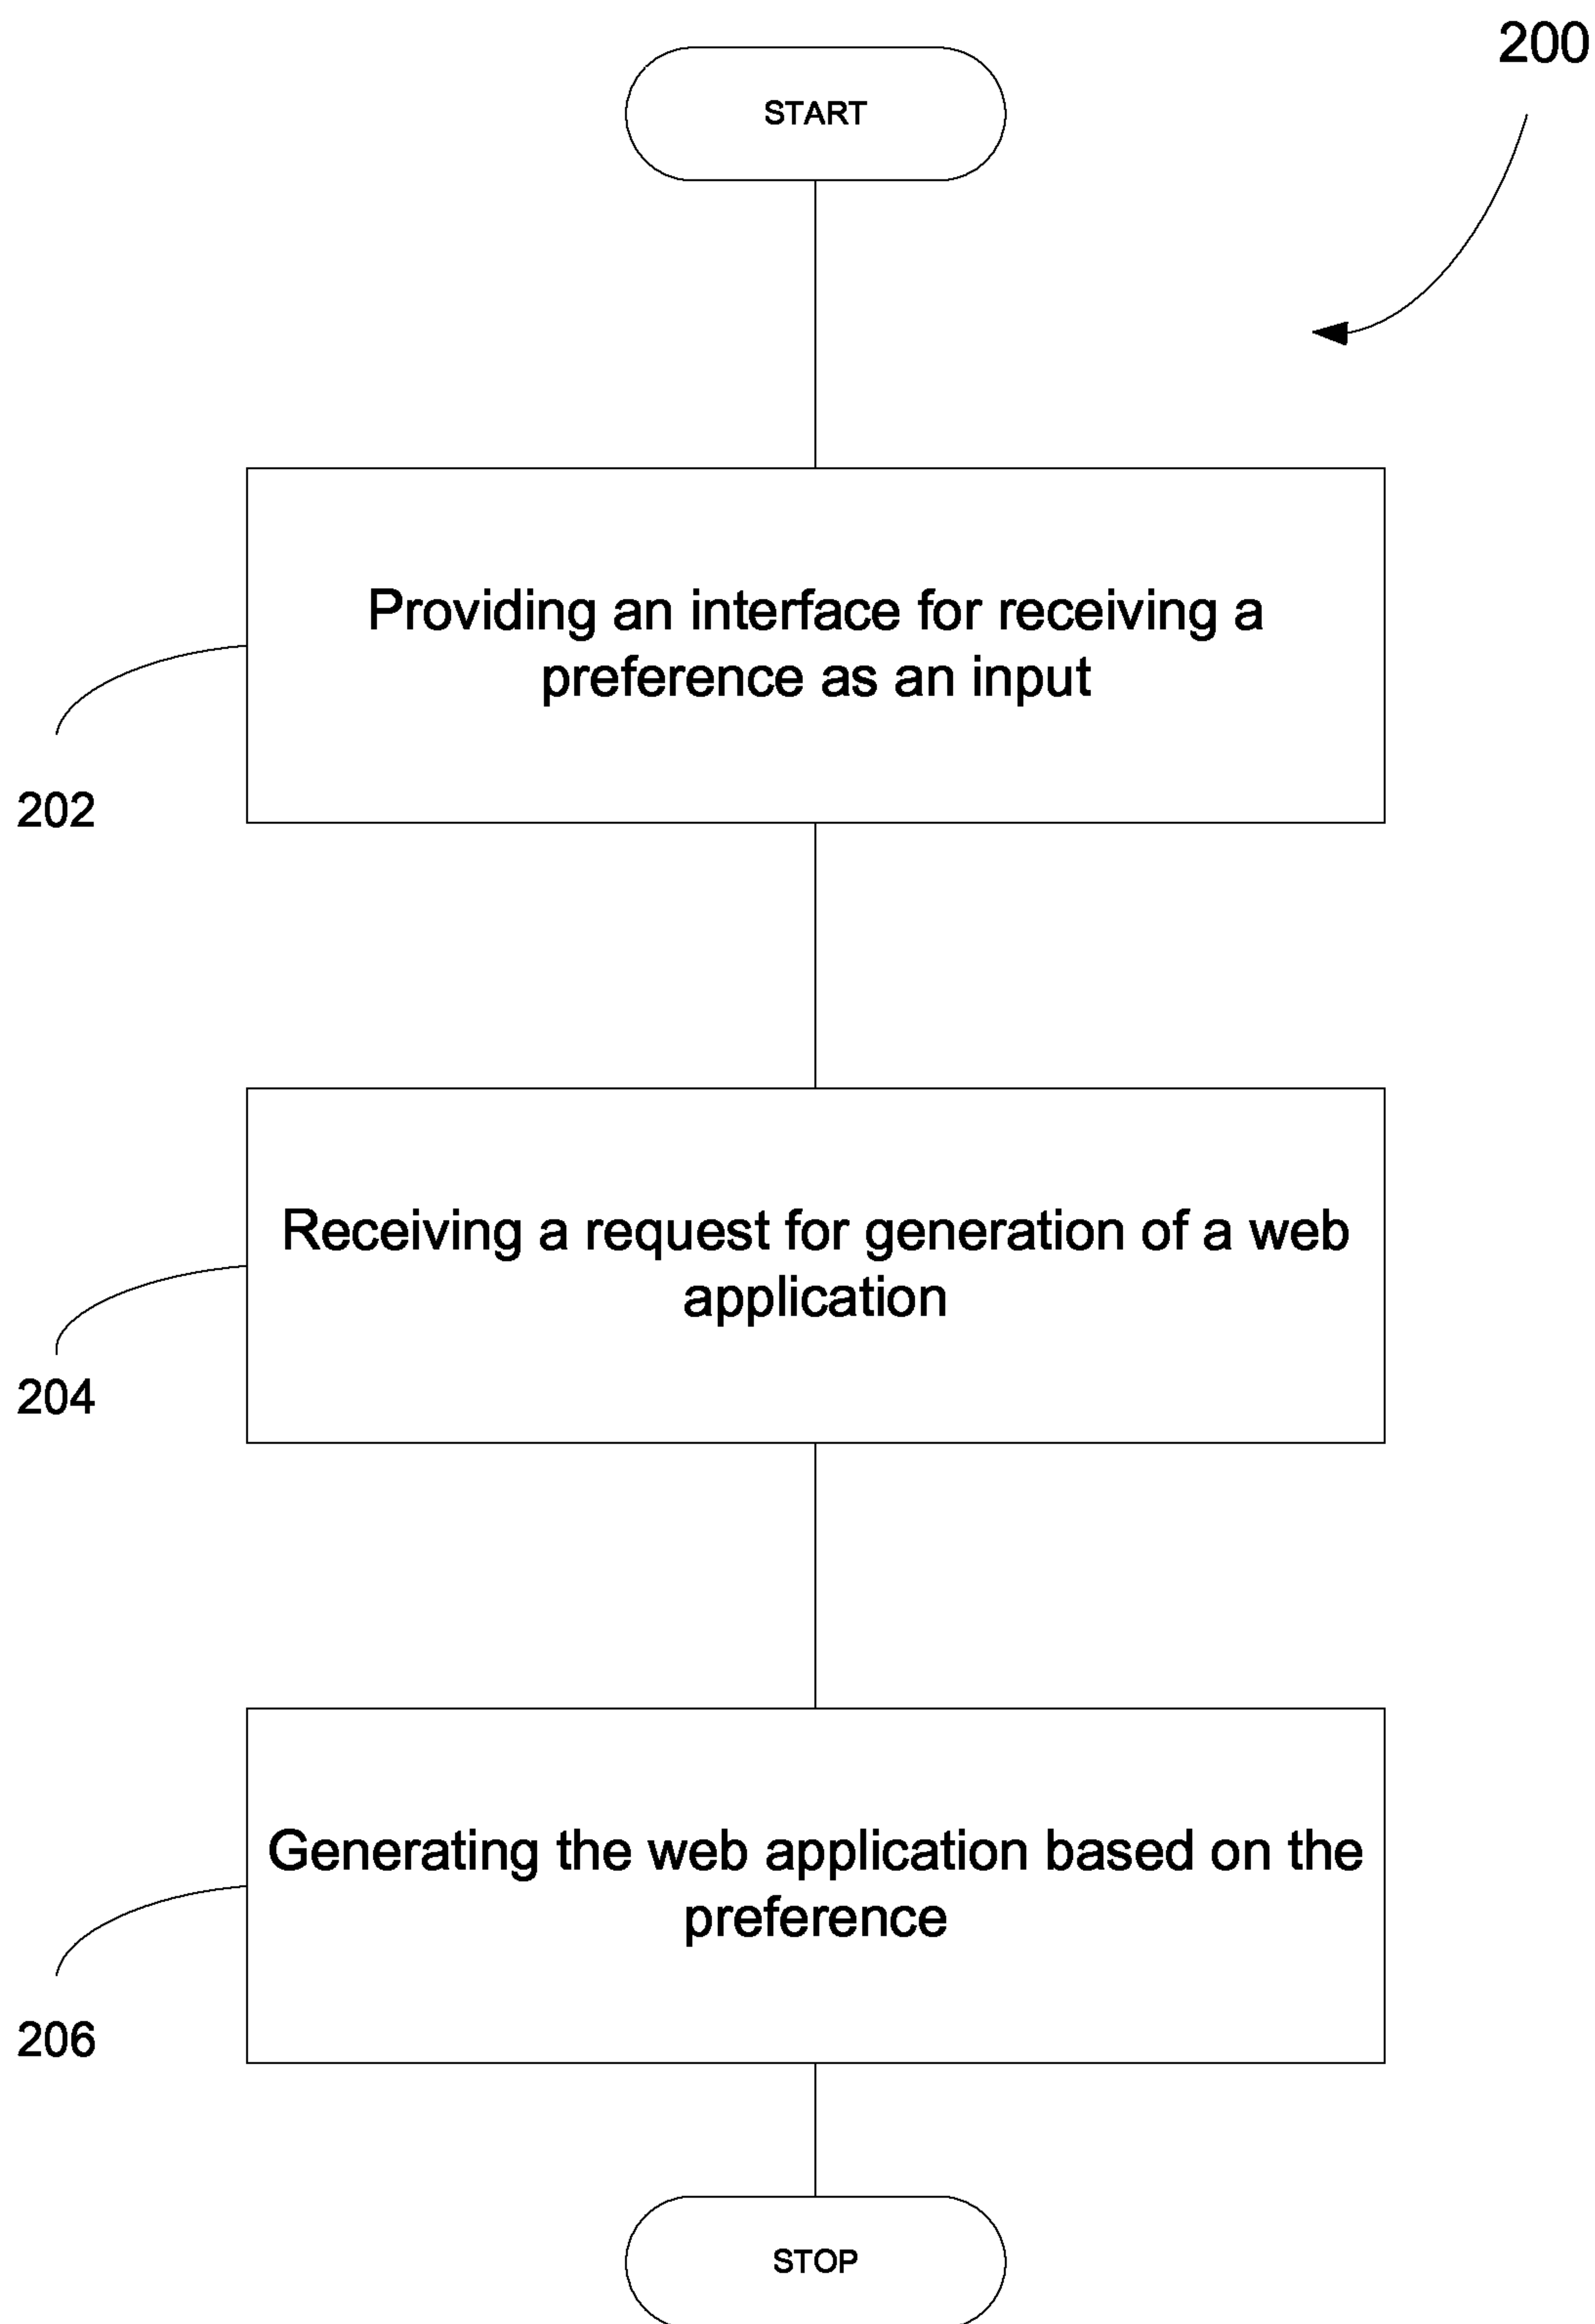 200
START
Providing an interface for receiving a
preference as an input
202
Receiving a request for generation of a web
application
204
Generating the web application based on the
preference
206
STOP